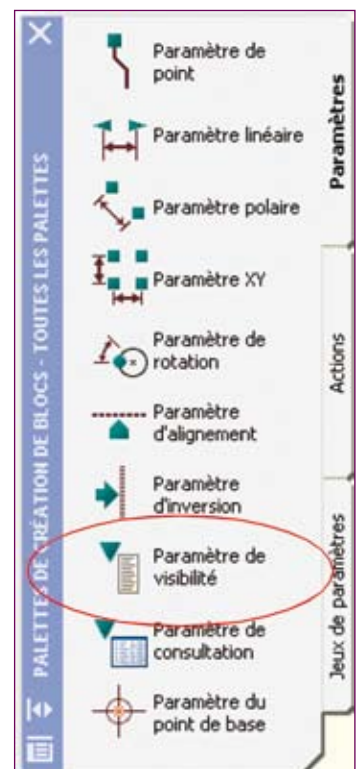 PALETTES DE CRÉATION DE BLOCS - TOUTES LES PALETTES
Paramètre de
point
Paramètre linéaire
Paramètre polaire
Paramètre XY
Paramètre de
rotation
Paramètre
d'alignement
Paramètre
d'inversion
Paramètre de
visibilité
Paramètre de
consultation
Paramètre du
point de base
Paramètres
Actions
Jeux de paramètres